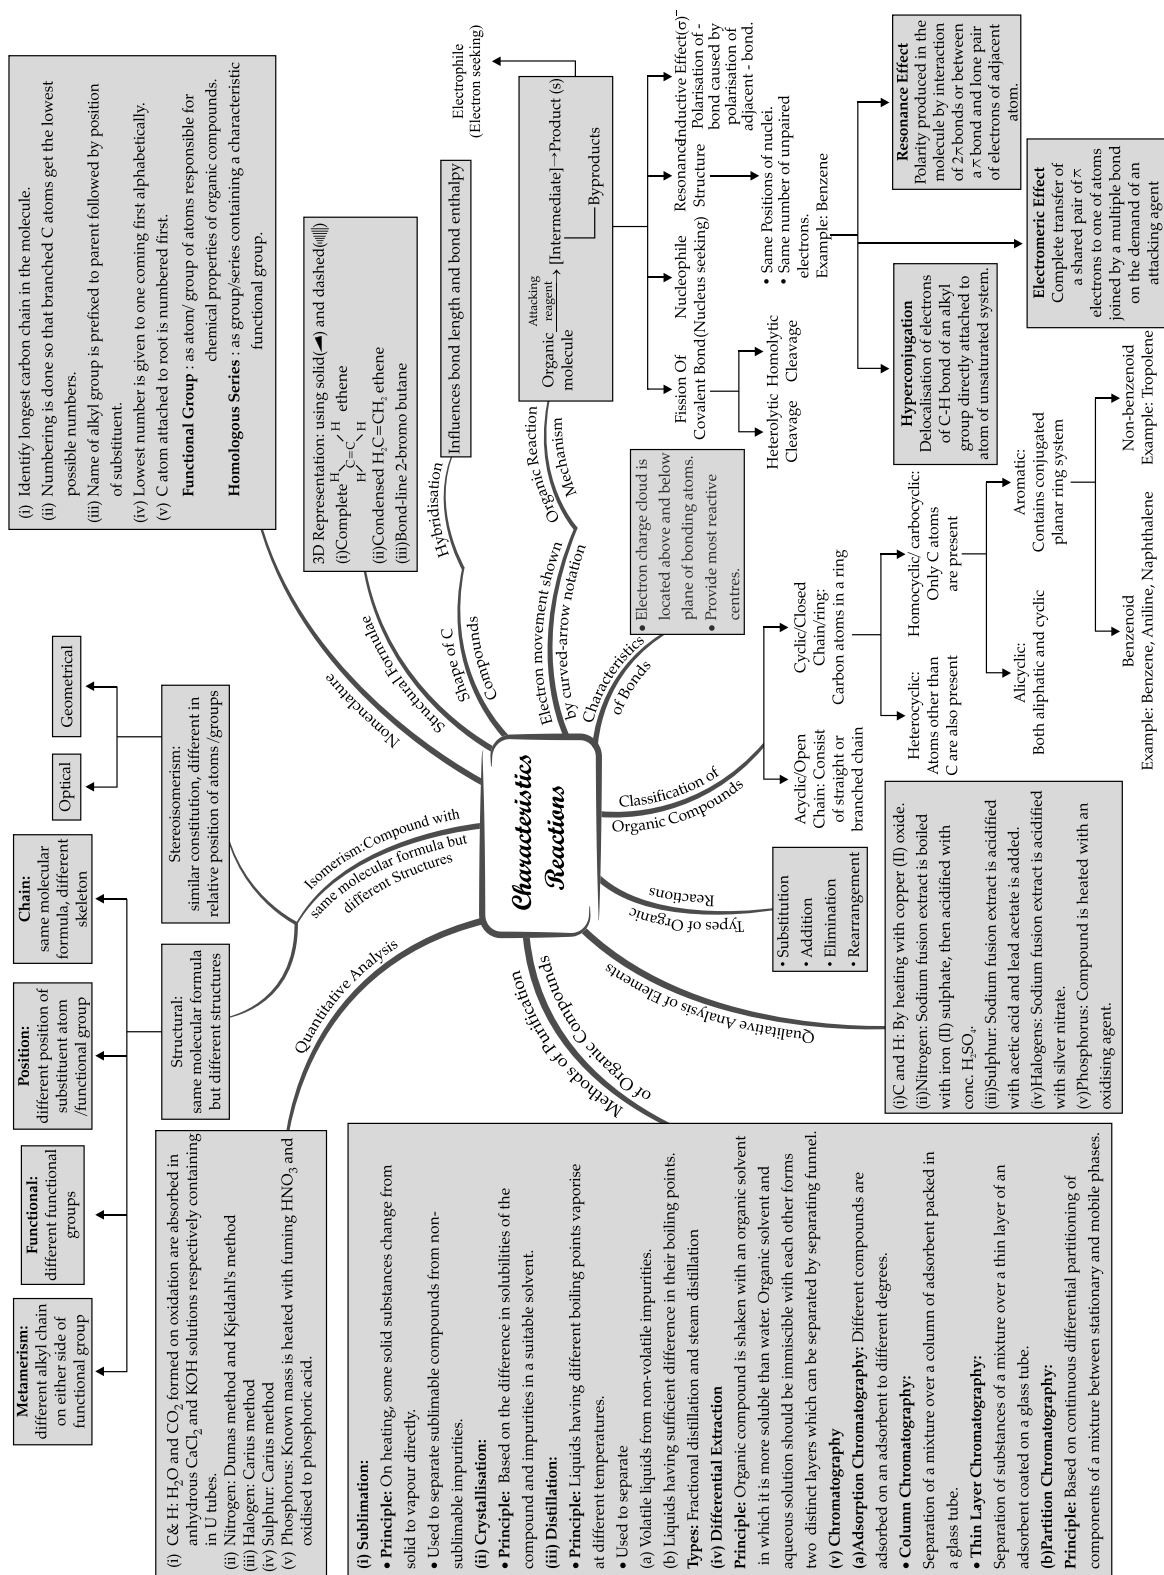 Characteristics
Reactions
Nomenclature
(i) Identify longest carbon chain in the molecule.
(ii) Numbering is done so that branched C atoms get the lowest
possible numbers.
(iii) Name of alkyl group is prefixed to parent followed by position
of substituent.
(iv) Lowest number is given to one coming first alphabetically.
(v) C atom attached to root is numbered first.
Functional Group : as atom/ group of atoms responsible for
chemical properties of organic compounds.
Homologous Series : as group/series containing a characteristic
functional group.
Structural Formulae
3D Representation: using solid( ) and dashed( )
(i)Complete H H C=C H H ethene
(ii)Condensed H₂C=CH₂ ethene
(iii)Bond-line 2-bromo butane
Shape of C
Compounds
Hybridisation
Influences bond length and bond enthalpy
Electron movement shown
by curved-arrow notation
Organic Reaction
Mechanism
Organic
molecule
Attacking
reagent
[Intermediate]→Product (s)
Byproducts
Electrophile
(Electron seeking)
Fission Of
Covalent Bond
Heterolytic
Cleavage
Homolytic
Cleavage
Nucleophile
(Nucleus seeking)
Resonance
Structure
• Same Positions of nuclei.
• Same number of unpaired
electrons.
Example: Benzene
Inductive Effect(σ)⁻
Polarisation of -
bond caused by
polarisation of
adjacent - bond.
Hyperconjugation
Delocalisation of electrons
of C-H bond of an alkyl
group directly attached to
atom of unsaturated system.
Electromeric Effect
Complete transfer of
a shared pair of π
electrons to one of atoms
joined by a multiple bond
on the demand of an
attacking agent
Resonance Effect
Polarity produced in the
molecule by interaction
of 2π bonds or between
a π bond and lone pair
of electrons of adjacent
atom.
Characteristics
of Bonds
• Electron charge cloud is
located above and below
plane of bonding atoms.
• Provide most reactive
centres.
Classification of
Organic Compounds
Acyclic/Open
Chain: Consist
of straight or
branched chain
Cyclic/Closed
Chain/ring:
Carbon atoms in a ring
Heterocyclic:
Atoms other than
C are also present
Homocyclic/ carbocyclic:
Only C atoms
are present
Alicyclic:
Both aliphatic and cyclic
Aromatic:
Contains conjugated
planar ring system
Benzenoid
Example: Benzene, Aniline, Naphthalene
Non-benzenoid
Example: Tropolene
Types of Organic
Reactions
• Substitution
• Addition
• Elimination
• Rearrangement
Qualitative Analysis of Elements
(i)C and H: By heating with copper (II) oxide.
(ii)Nitrogen: Sodium fusion extract is boiled
with iron (II) sulphate, then acidified with
conc. H₂SO₄.
(iii)Sulphur: Sodium fusion extract is acidified
with acetic acid and lead acetate is added.
(iv)Halogens: Sodium fusion extract is acidified
with silver nitrate.
(v)Phosphorus: Compound is heated with an
oxidising agent.
Methods of Purification
of Organic Compounds
(i) Sublimation:
• Principle: On heating, some solid substances change from
solid to vapour directly.
• Used to separate sublimable compounds from non-
sublimable impurities.
(ii) Crystallisation:
• Principle: Based on the difference in solubilities of the
compound and impurities in a suitable solvent.
(iii) Distillation:
• Principle: Liquids having different boiling points vaporise
at different temperatures.
• Used to separate
(a) Volatile liquids from non-volatile impurities.
(b) Liquids having sufficient difference in their boiling points.
Types: Fractional distillation and steam distillation
(iv) Differential Extraction
Principle: Organic compound is shaken with an organic solvent
in which it is more soluble than water. Organic solvent and
aqueous solution should be immiscible with each other forms
two distinct layers which can be separated by separating funnel.
(v) Chromatography
(a)Adsorption Chromatography: Different compounds are
adsorbed on an adsorbent to different degrees.
• Column Chromatography:
Separation of a mixture over a column of adsorbent packed in
a glass tube.
• Thin Layer Chromatography:
Separation of substances of a mixture over a thin layer of an
adsorbent coated on a glass tube.
(b)Partition Chromatography:
Principle: Based on continuous differential partitioning of
components of a mixture between stationary and mobile phases.
Quantitative Analysis
(i) C& H: H₂O and CO₂ formed on oxidation are absorbed in
anhydrous CaCl₂ and KOH solutions respectively containing
in U tubes.
(ii) Nitrogen: Dumas method and Kjeldahl's method
(iii) Halogen: Carius method
(iv) Sulphur: Carius method
(v) Phosphorus: Known mass is heated with fuming HNO₃ and
oxidised to phosphoric acid.
Isomerism:Compound with
same molecular formula but
different Structures
Structural:
same molecular formula
but different structures
Metamerism:
different alkyl chain
on either side of
functional group
Functional:
different functional
groups
Position:
different position of
substituent atom
/functional group
Chain:
same molecular
formula, different
skeleton
Stereoisomerism:
similar constitution, different in
relative position of atoms /groups
Optical
Geometrical